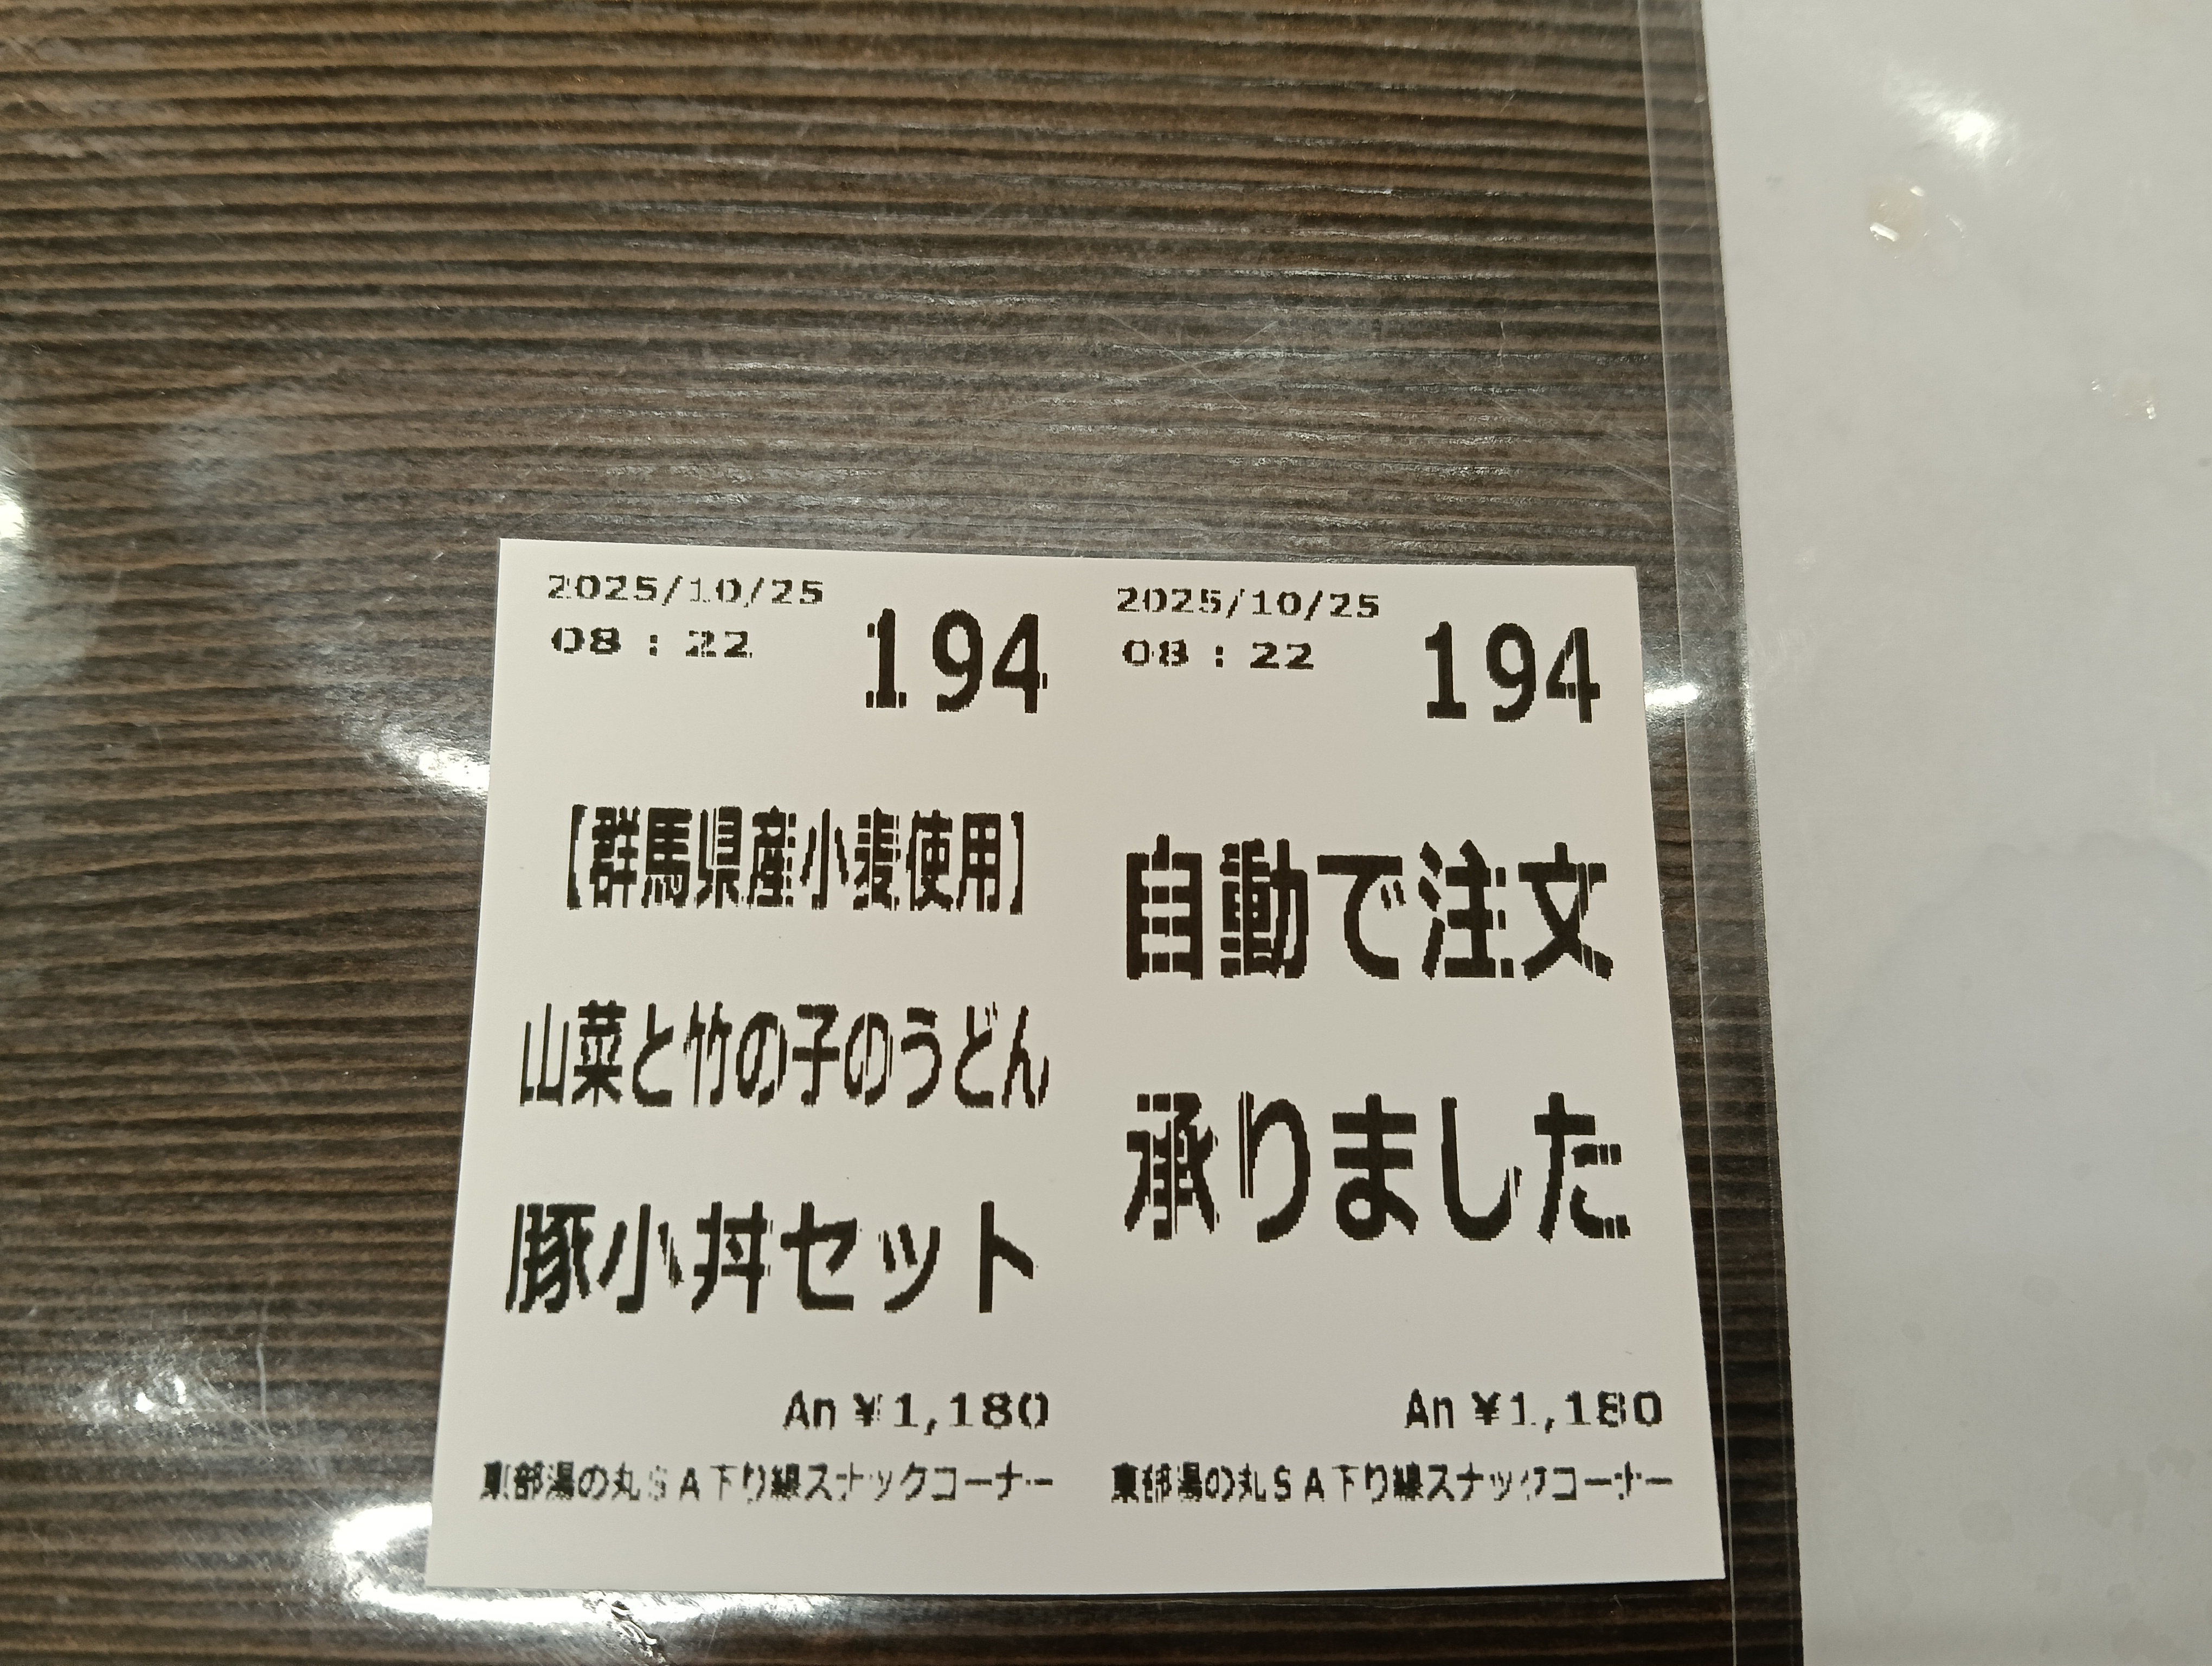 2025/10/25
08：22
194
【群馬県産小麦使用】
山菜と竹の子のうどん
豚小丼セット
An ¥1,180
東部湯の丸ＳＡ下り線スナックコーナー
2025/10/25
08：22
194
自動で注文
承りました
An ¥1,180
東部湯の丸ＳＡ下り線スナックコーナー